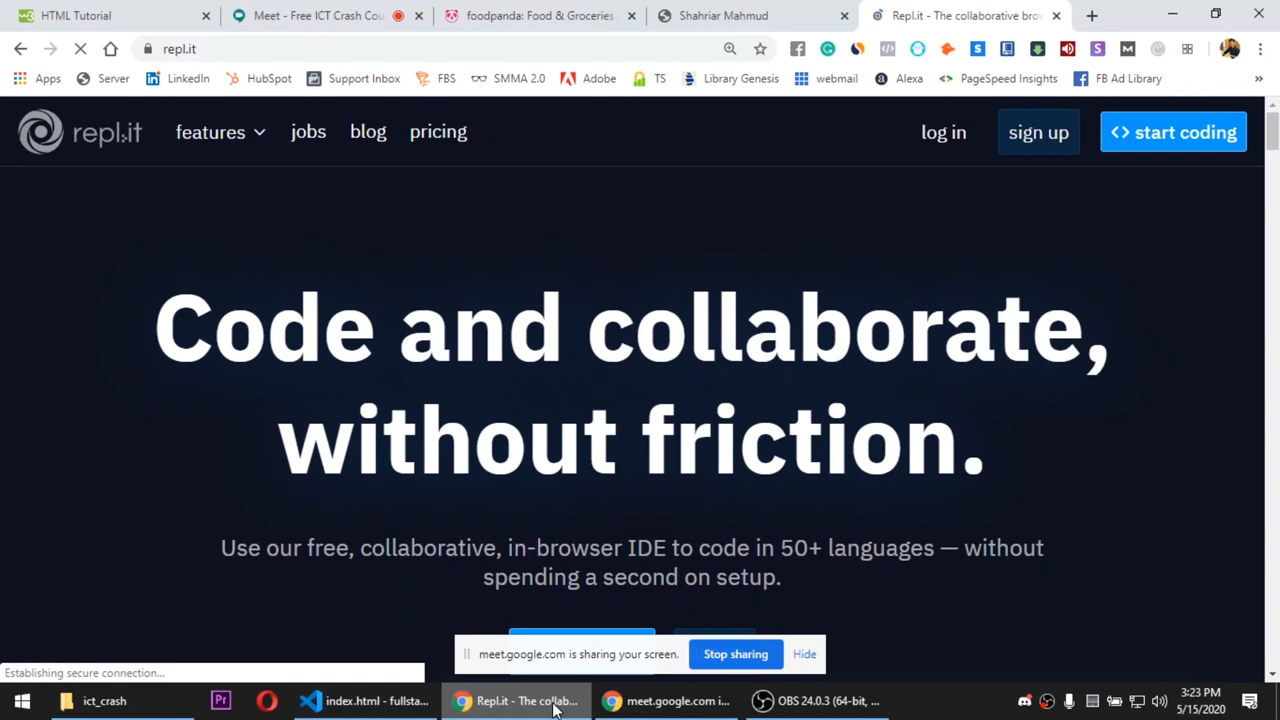 HTML Tutorial
Meet - Free ICT Crash Cou
foodpanda: Food & Groceries
Shahriar Mahmud
Repl.it - The collaborative brow
repl.it
Apps
Server
LinkedIn
HubSpot
Support Inbox
FBS
SMMA 2.0
Adobe
TS
Library Genesis
webmail
Alexa
PageSpeed Insights
FB Ad Library
repl.it
features
jobs
blog
pricing
log in
sign up
<> start coding
Code and collaborate,
without friction.
Use our free, collaborative, in-browser IDE to code in 50+ languages — without
spending a second on setup.
meet.google.com is sharing your screen.
Stop sharing
Hide
Establishing secure connection...
ict_crash
Pr
index.html - fullsta...
Repl.it - The collab...
meet.google.com i...
OBS 24.0.3 (64-bit, ...
3:23 PM
5/15/2020